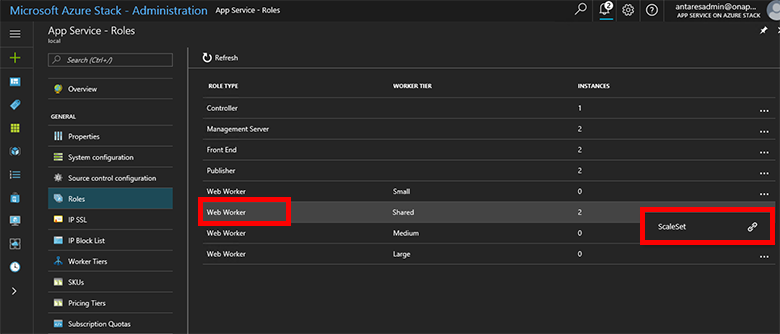 Microsoft Azure Stack - Administration App Service - Roles
2
antaresadmin@onap...
APP SERVICE ON AZURE STACK
App Service - Roles
local
Search (Ctrl+/)
Overview
GENERAL
Properties
System configuration
Source control configuration
Roles
IP SSL
IP Block List
Worker Tiers
SKUs
Pricing Tiers
Subscription Quotas
Refresh
ROLE TYPE WORKER TIER INSTANCES
Controller 1 ...
Management Server 2 ...
Front End 2 ...
Publisher 2 ...
Web Worker Small 0 ...
Web Worker Shared 2
ScaleSet
Web Worker Medium 0
Web Worker Large 0 ...